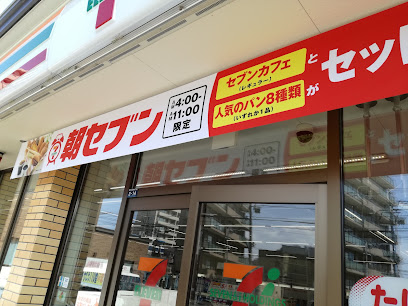 朝セブン
4:00-
11:00
限定
セブンカフェ
(レギュラー)
と
人気のパン8種類
(いずれか1品)
が
セッ